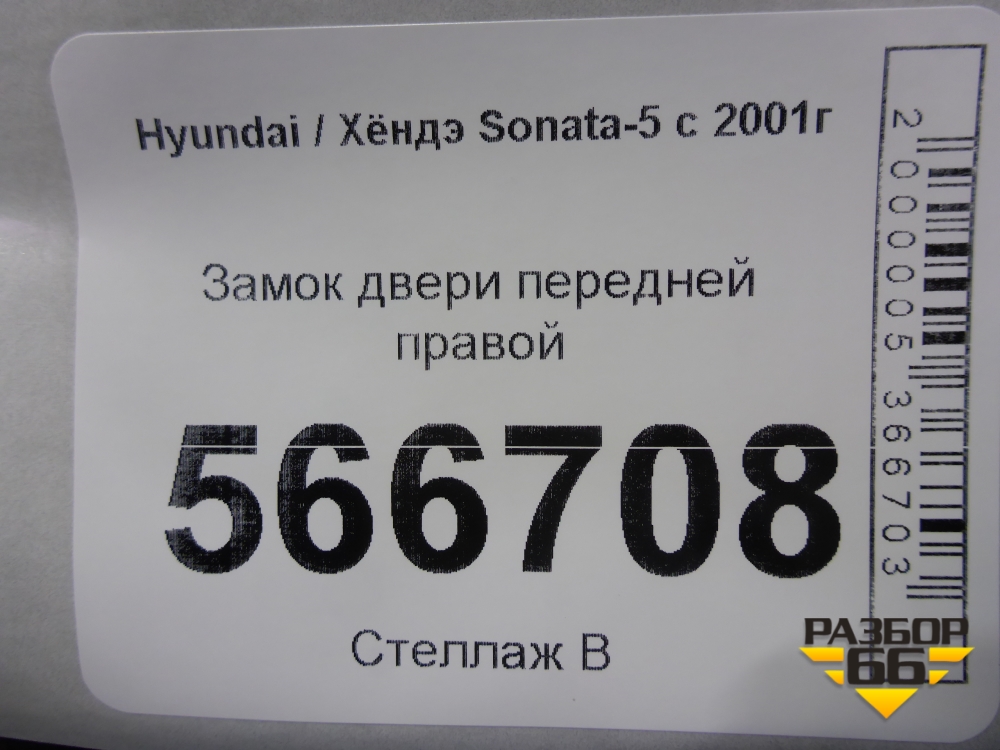 Hyundai / Хёндэ Sonata-5 с 2001г
Замок двери передней
правой
566708
Стеллаж В
2000005366703
РАЗБОР
66